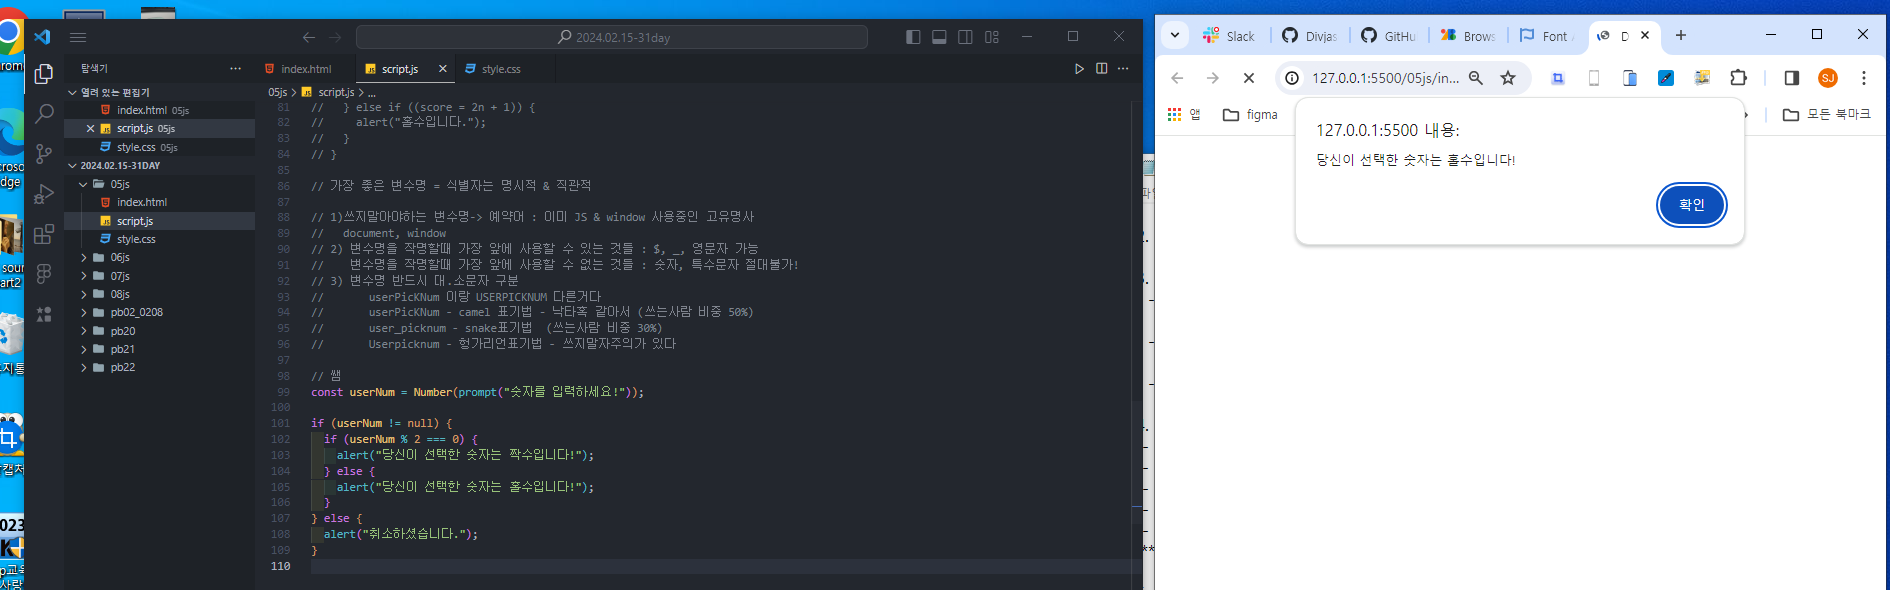 2024.02.15-31day
탐색기
열려 있는 편집기
index.html 05js
script.js 05js
style.css 05js
2024.02.15-31DAY
05js
index.html
script.js
style.css
06js
07js
08js
pb02_0208
pb20
pb21
pb22
index.html
script.js
style.css
05js > script.js > ...
81 // } else if ((score = 2n + 1)) {
82 // alert("홀수입니다.");
83 // }
84 // }
85
86 // 가장 좋은 변수명 = 식별자는 명시적 & 직관적
87
88 // 1)쓰지말아야하는 변수명-> 예약어 : 이미 JS & window 사용중인 고유명사
89 // document, window
90 // 2) 변수명을 작명할때 가장 앞에 사용할 수 있는 것들 : $, _, 영문자 가능
91 // 변수명을 작명할때 가장 앞에 사용할 수 없는 것들 : 숫자, 특수문자 절대불가!
92 // 3) 변수명 반드시 대.소문자 구분
93 // userPicKNum 이랑 USERPICKNUM 다른거다
94 // userPicKNum - camel 표기법 - 낙타혹 같아서 (쓰는사람 비중 50%)
95 // user_picknum - snake표기법 (쓰는사람 비중 30%)
96 // Userpicknum - 헝가리언표기법 - 쓰지말자주의가 있다
97
98 // 쌤
99 const userNum = Number(prompt("숫자를 입력하세요!"));
100
101 if (userNum != null) {
102 if (userNum % 2 === 0) {
103 alert("당신이 선택한 숫자는 짝수입니다!");
104 } else {
105 alert("당신이 선택한 숫자는 홀수입니다!");
106 }
107 } else {
108 alert("취소하셨습니다.");
109 }
110
Slack
Divjas
GitHu
Brows
Font
D
127.0.0.1:5500/05js/in...
SJ
앱
figma
모든 북마크
127.0.0.1:5500 내용:
당신이 선택한 숫자는 홀수입니다!
확인